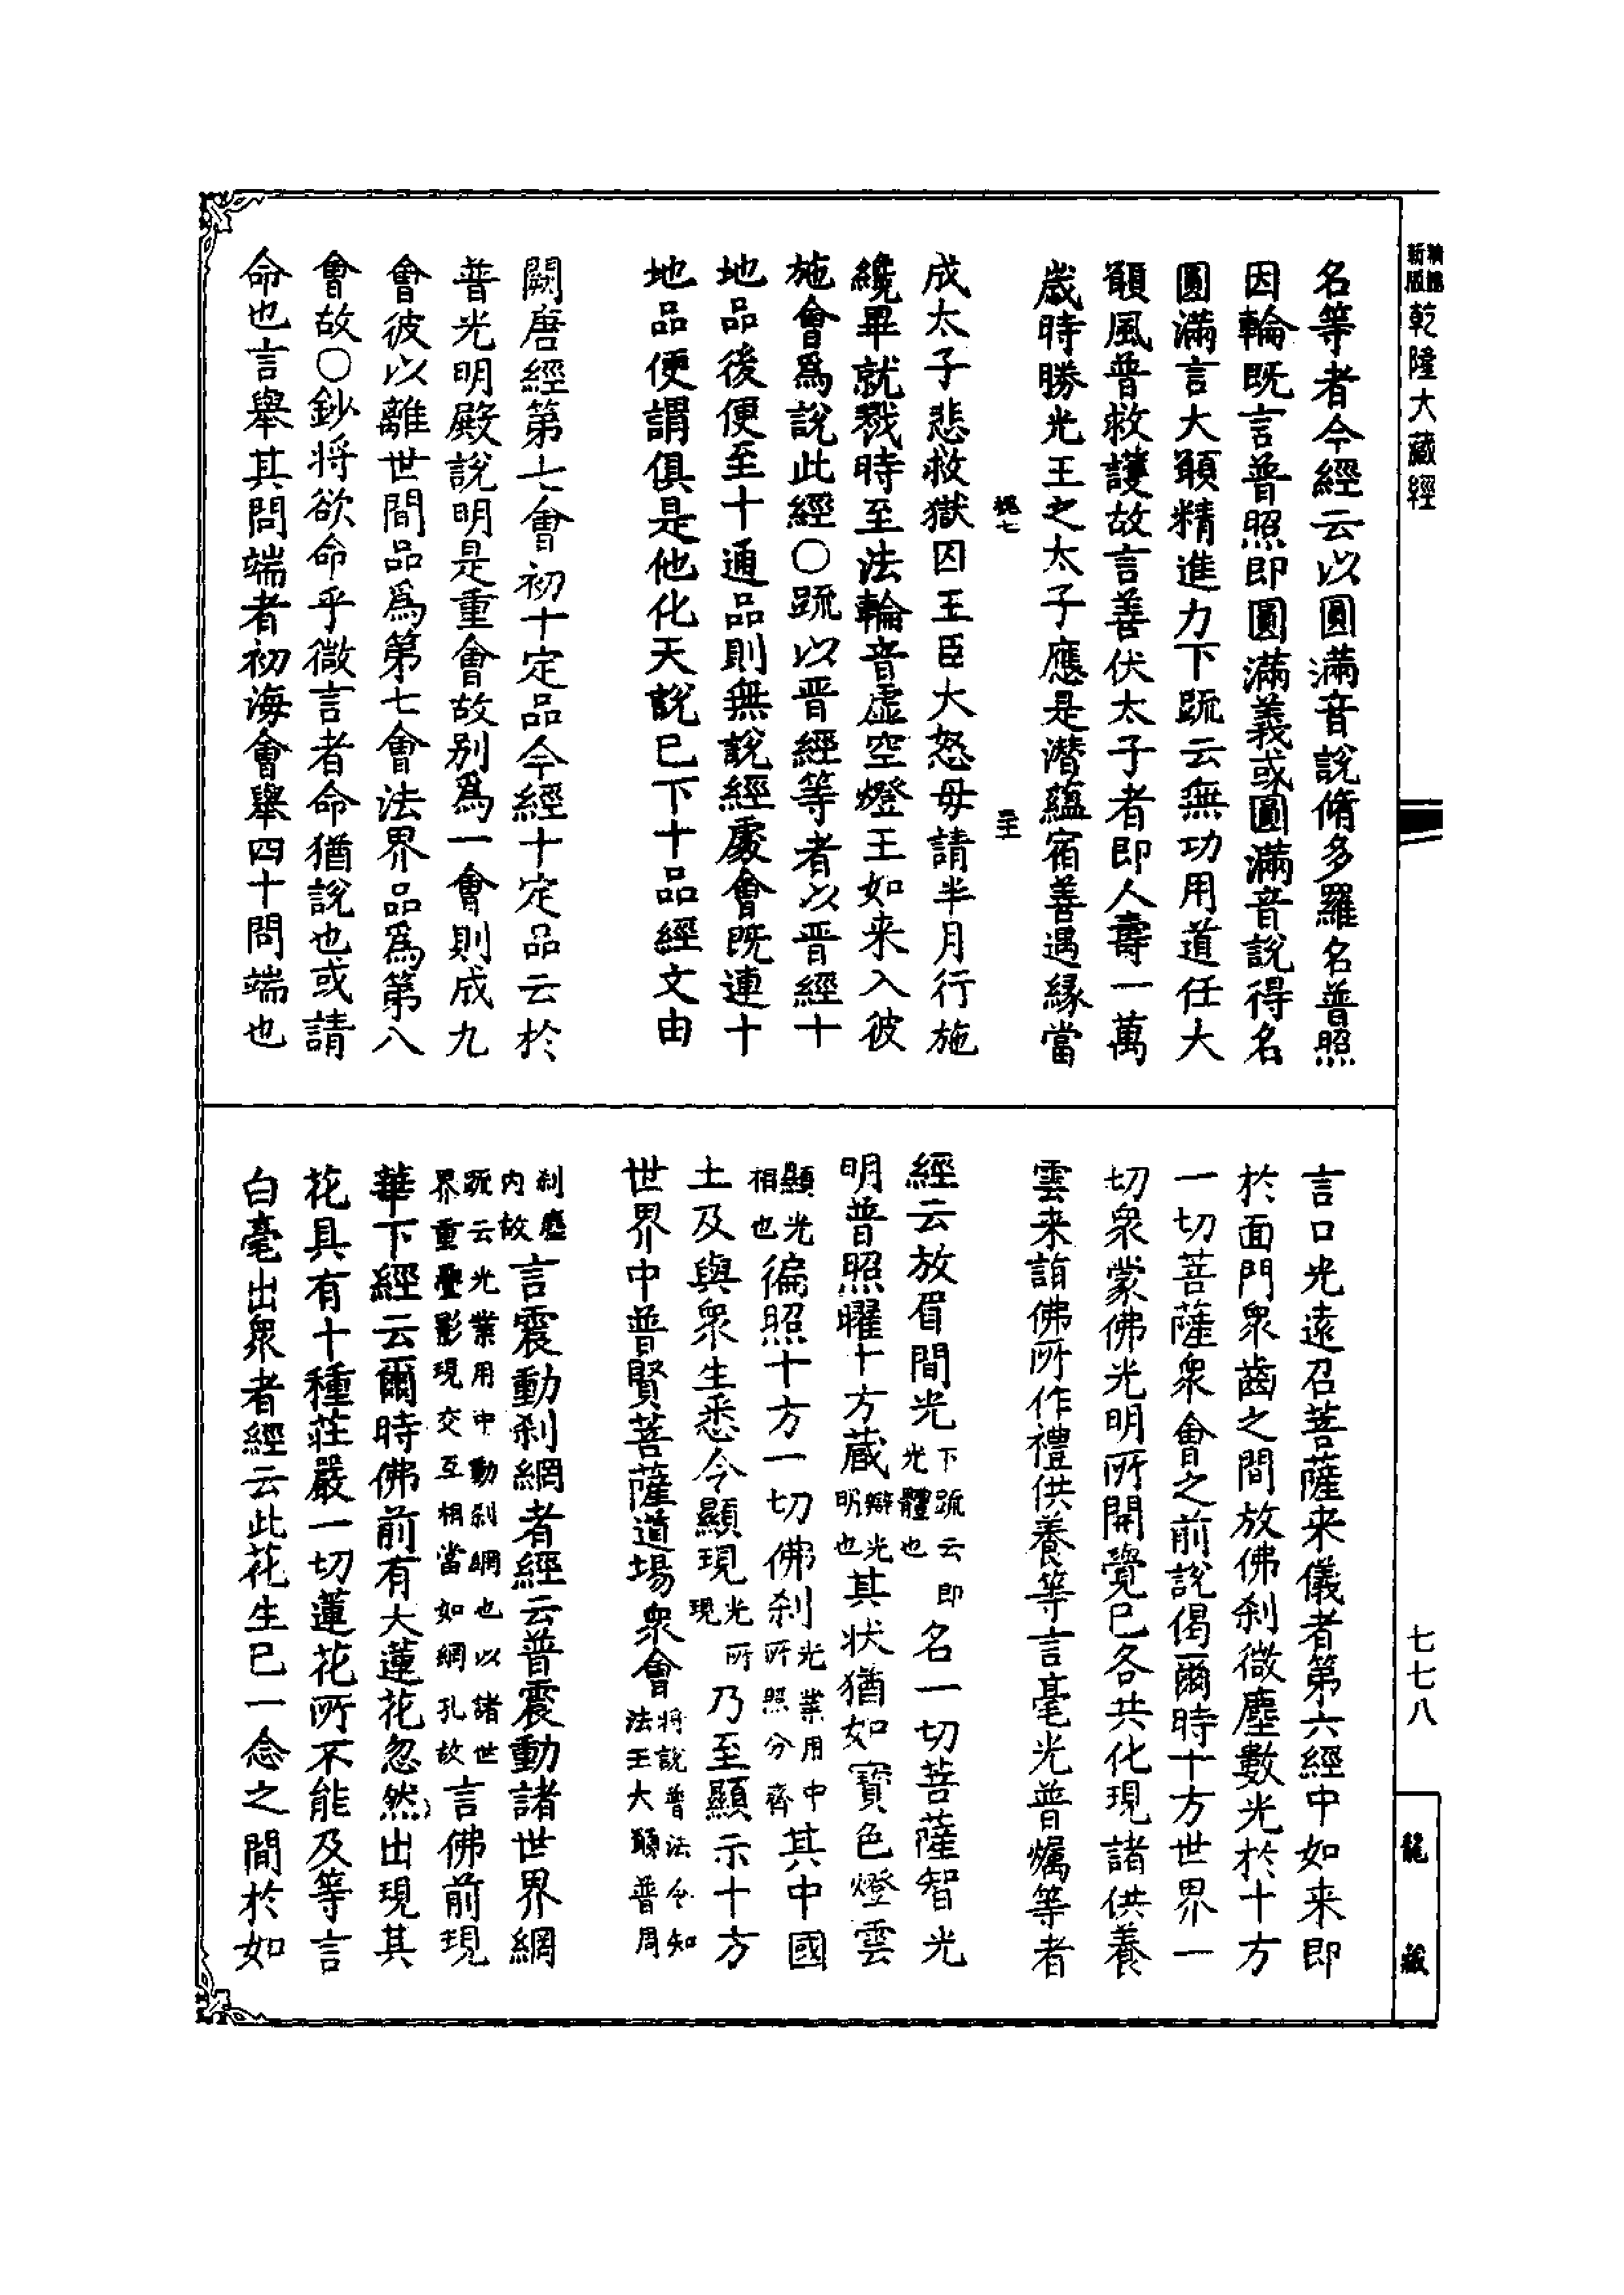 新版精縮乾隆大藏經
名等者今經云以圓滿音說脩多羅名普照
因輪旣言普照即圓滿義或圓滿音說得名
圓滿言大願精進力下䟽云無功用道任大
願風普救護故言善伏太子者即人壽一萬
歲時勝光王之太子應是潛蘊宿善遇緣當
成太子悲救獄囚王臣大怒母請半月行施
纔畢就戮時至法輪音虛空燈王如来入彼
施會爲說此經〇䟽以晋經等者以晋經十
地品後便至十通品則無說經處會旣連十
地品便謂俱是他化天說已下十品經文由
闕唐經第七會初十定品今經十定品云於
普光明殿說明是重會故别爲一會則成九
會彼以離世間品爲第七會法界品爲第八
會故〇鈔将欲命乎微言者命猶說也或請
命也言舉其問端者初海會舉四十問端也
言口光遠召菩薩来儀者第六經中如来即
於面門衆齒之間放佛刹微塵數光於十方
一切菩薩衆會之前說偈爾時十方世界一
切衆蒙佛光明所開覺已各共化現諸供養
雲来詣佛所作禮供養等言毫光普矚等者
經云放眉間光下䟽云即光體也名一切菩薩智光
明普照曜十方藏辯光明也其狀猶如寶色燈雲
顯光相也徧照十方一切佛刹光業用中所照分齊其中國
土及與衆生悉令顯現光所現乃至顯示十方
世界中普賢菩薩道場衆會将說普法令知法王大願普周
刹塵内故言震動刹網者經云普震動諸世界網
䟽云光業用中動刹網也以諸世界重疊影現交互相當如網孔故言佛前現
華下經云爾時佛前有大蓮花忽然出現其
花具有十種莊嚴一切蓮花所不能及等言
白毫出衆者經云此花生已一念之間於如
七七八
龍藏